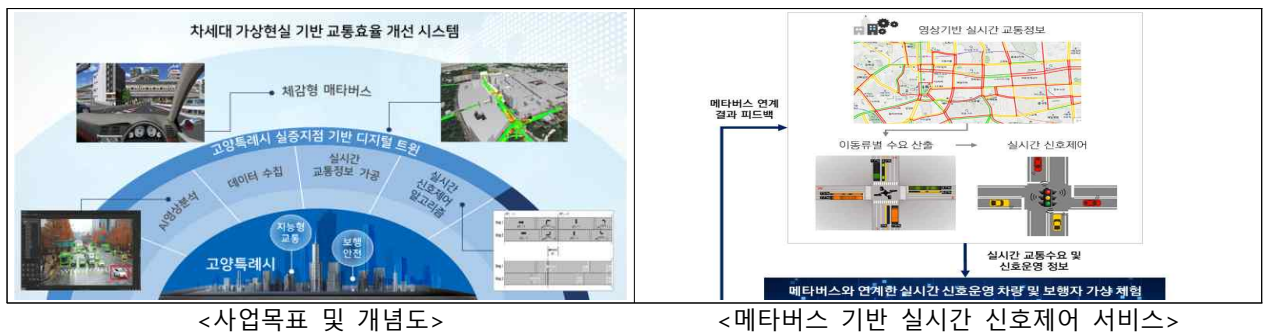 차세대 가상현실 기반 교통효율 개선 시스템
체감형 매타버스
고양특례시 실증지점 기반 디지털 트윈
AI영상분석
데이터 수집
실시간
교통정보 가공
실시간
신호제어
알고리즘
지능형
교통
보행
안전
고양특례시
<사업목표 및 개념도>
영상기반 실시간 교통정보
메타버스 연계
결과 피드백
이동류별 수요 산출
실시간 신호제어
실시간 교통수요 및
신호운영 정보
메타버스와 연계한 실시간 신호운영 차량 및 보행자 가상 체험
<메타버스 기반 실시간 신호제어 서비스>